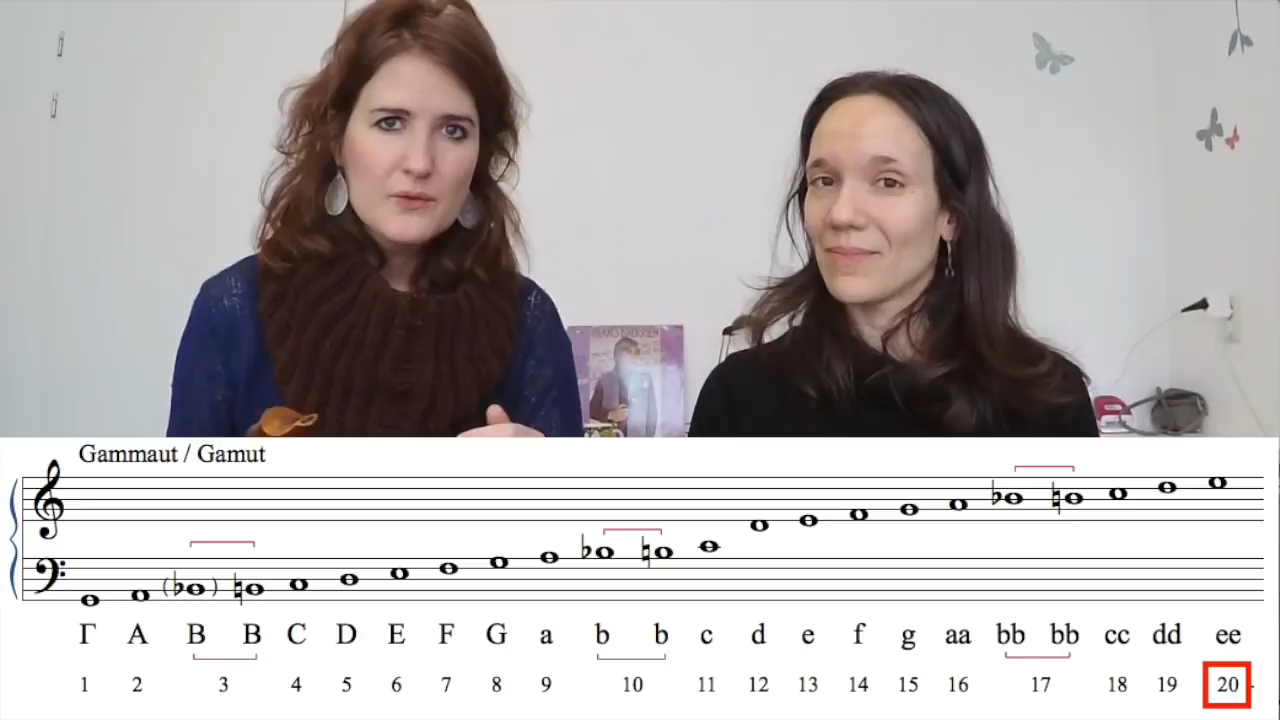 Gammaut / Gamut
Γ A B B C D E F G a b b c d e f g aa bb bb cc dd ee
1 2 3 4 5 6 7 8 9 10 11 12 13 14 15 16 17 18 19 20